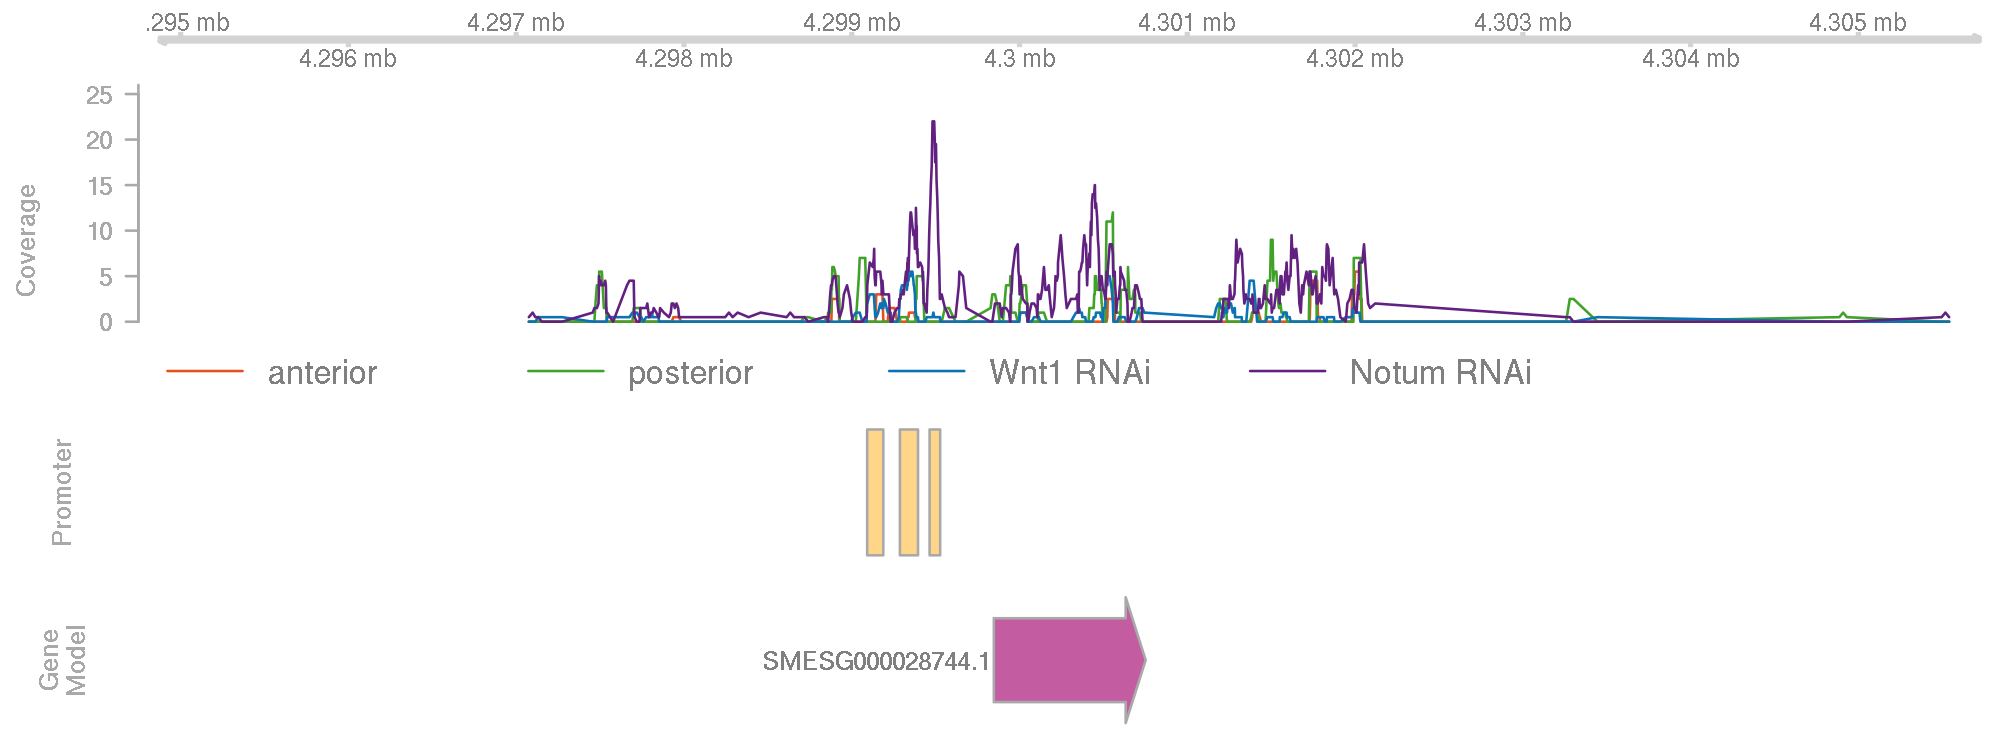 .295 mb 4.297 mb 4.299 mb 4.301 mb 4.303 mb 4.305 mb
4.296 mb 4.298 mb 4.3 mb 4.302 mb 4.304 mb
Coverage
25
20
15
10
5
0
anterior posterior Wnt1 RNAi Notum RNAi
Promoter
Gene
Model
SMESG000028744.1